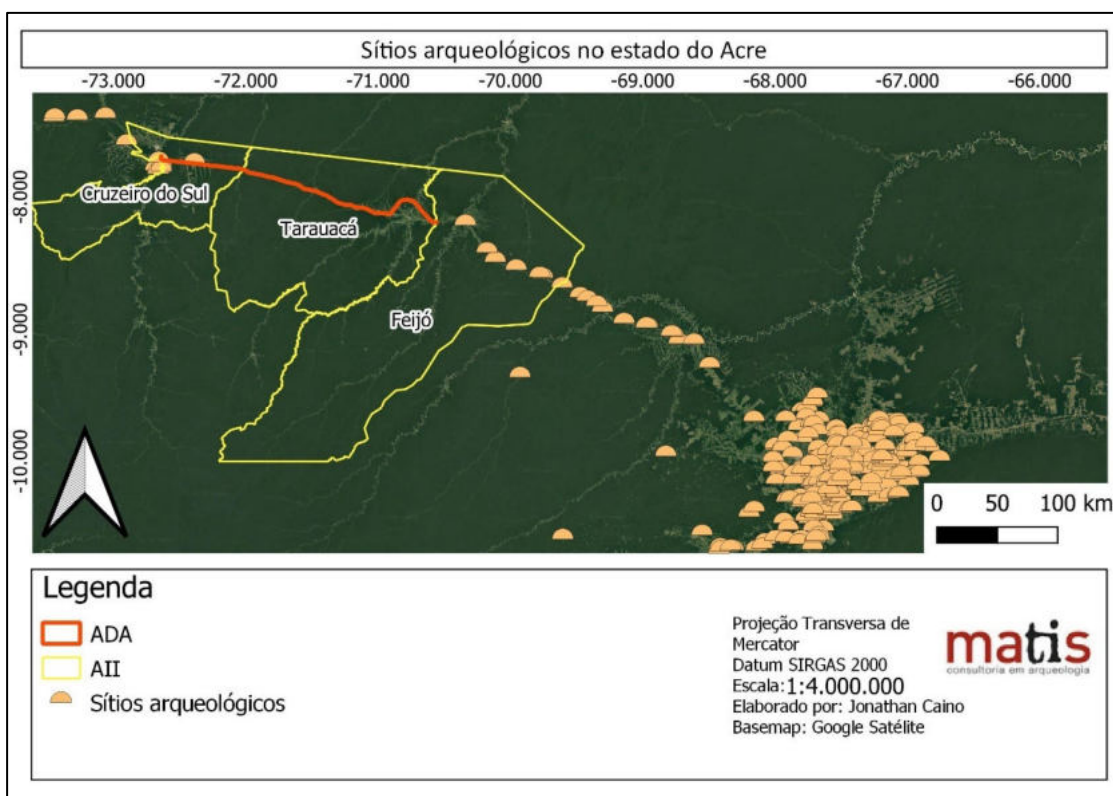 Sítios arqueológicos no estado do Acre
-73.000 -72.000 -71.000 -70.000 -69.000 -68.000 -67.000 -66.000
-8.000
-9.000
-10.000
Cruzeiro do Sul
Tarauacá
Feijó
0 50 100 km
Legenda
ADA
AII
Sítios arqueológicos
Projeção Transversa de
Mercator
Datum SIRGAS 2000
Escala:1:4.000.000
Elaborado por: Jonathan Caino
Basemap: Google Satélite
matis
consultoria em arqueologia